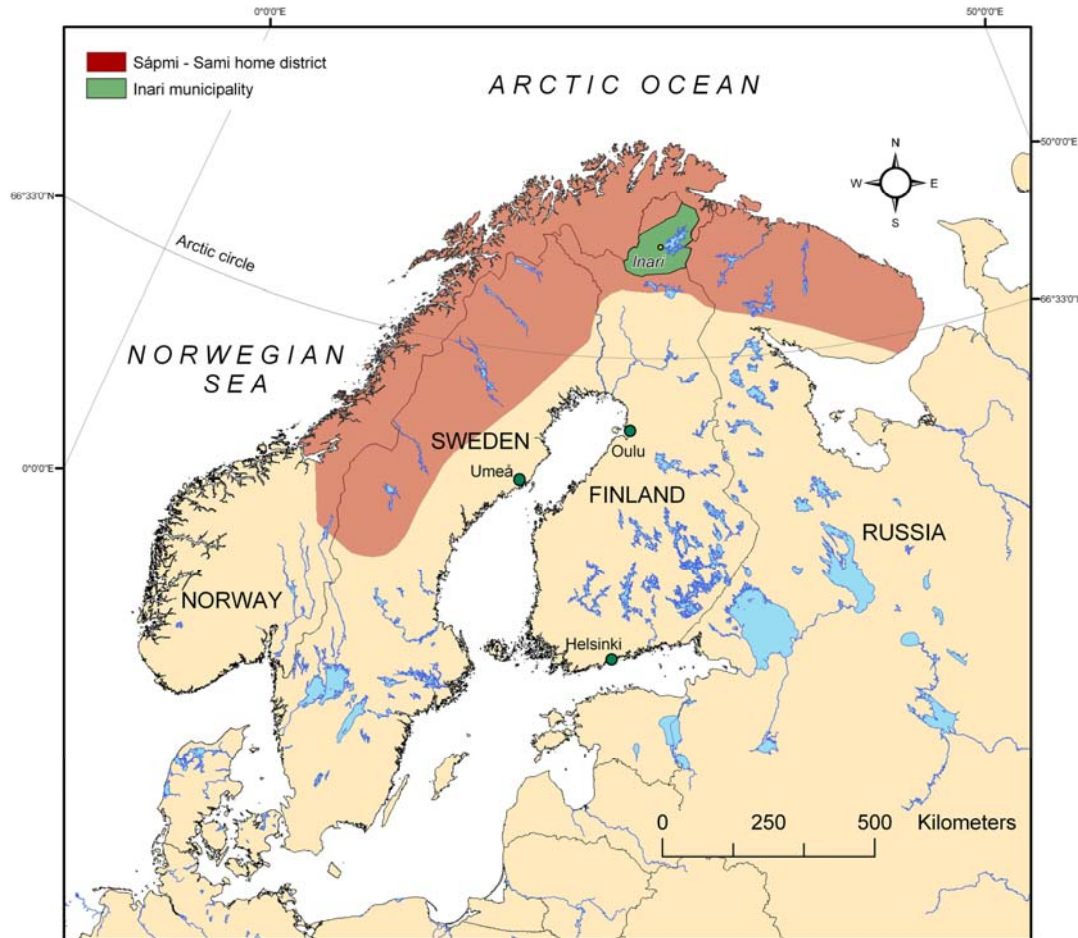 0°0'0"E
50°0'0"E
Sápmi - Sami home district
Inari municipality
ARCTIC OCEAN
50°0'0"E
N
W
E
S
66°33'0"N
Arctic circle
Inari
66°33'0"
NORWEGIAN
SEA
SWEDEN
Oulu
0°0'0"E
Umeå
FINLAND
RUSSIA
NORWAY
Helsinki
0
250
500
Kilometers